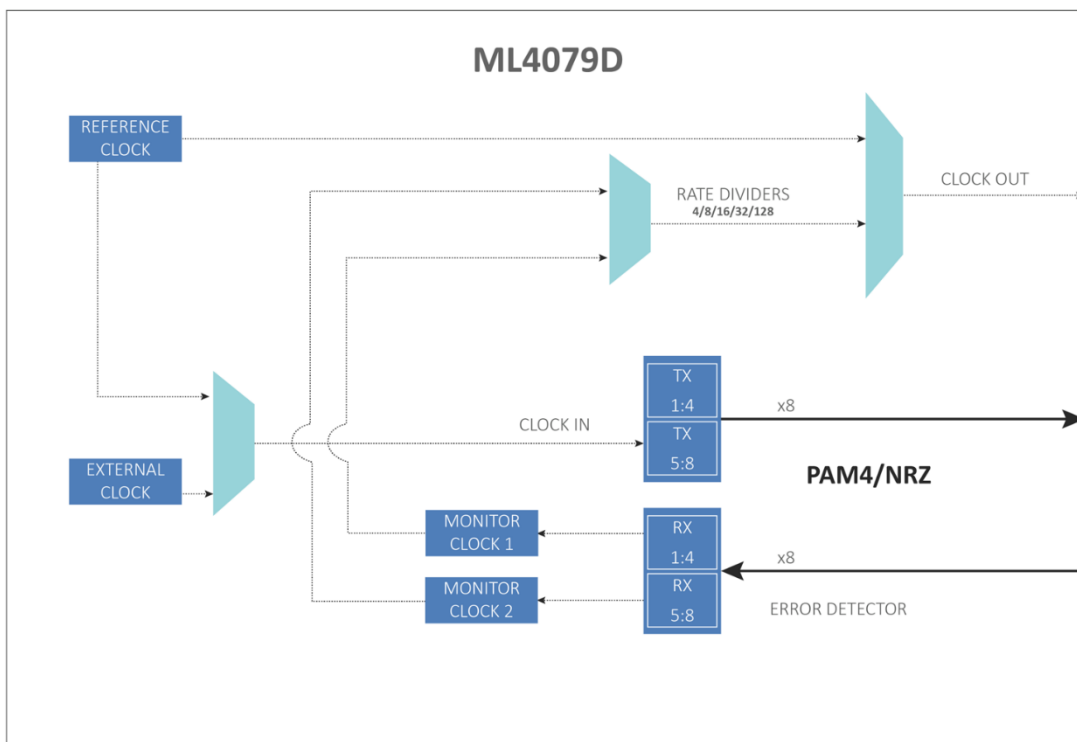 ML4079D
REFERENCE
CLOCK
RATE DIVIDERS
4/8/16/32/128
CLOCK OUT
TX
1:4
x8
CLOCK IN
TX
5:8
EXTERNAL
CLOCK
PAM4/NRZ
MONITOR
CLOCK 1
RX
1:4
x8
MONITOR
CLOCK 2
RX
5:8
ERROR DETECTOR